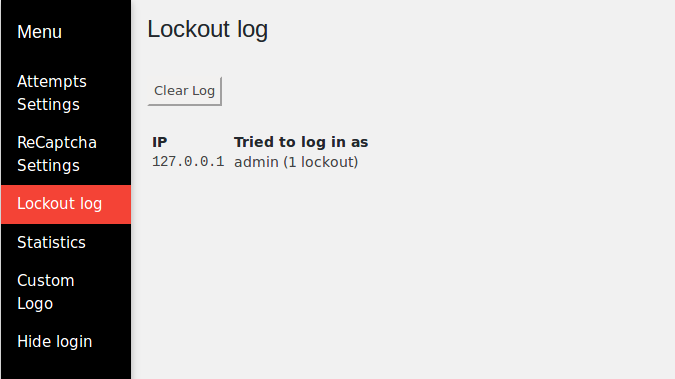 Menu
Attempts
Settings
ReCaptcha
Settings
Lockout log
Statistics
Custom
Logo
Hide login
Lockout log
Clear Log
IP Tried to log in as
127.0.0.1 admin (1 lockout)